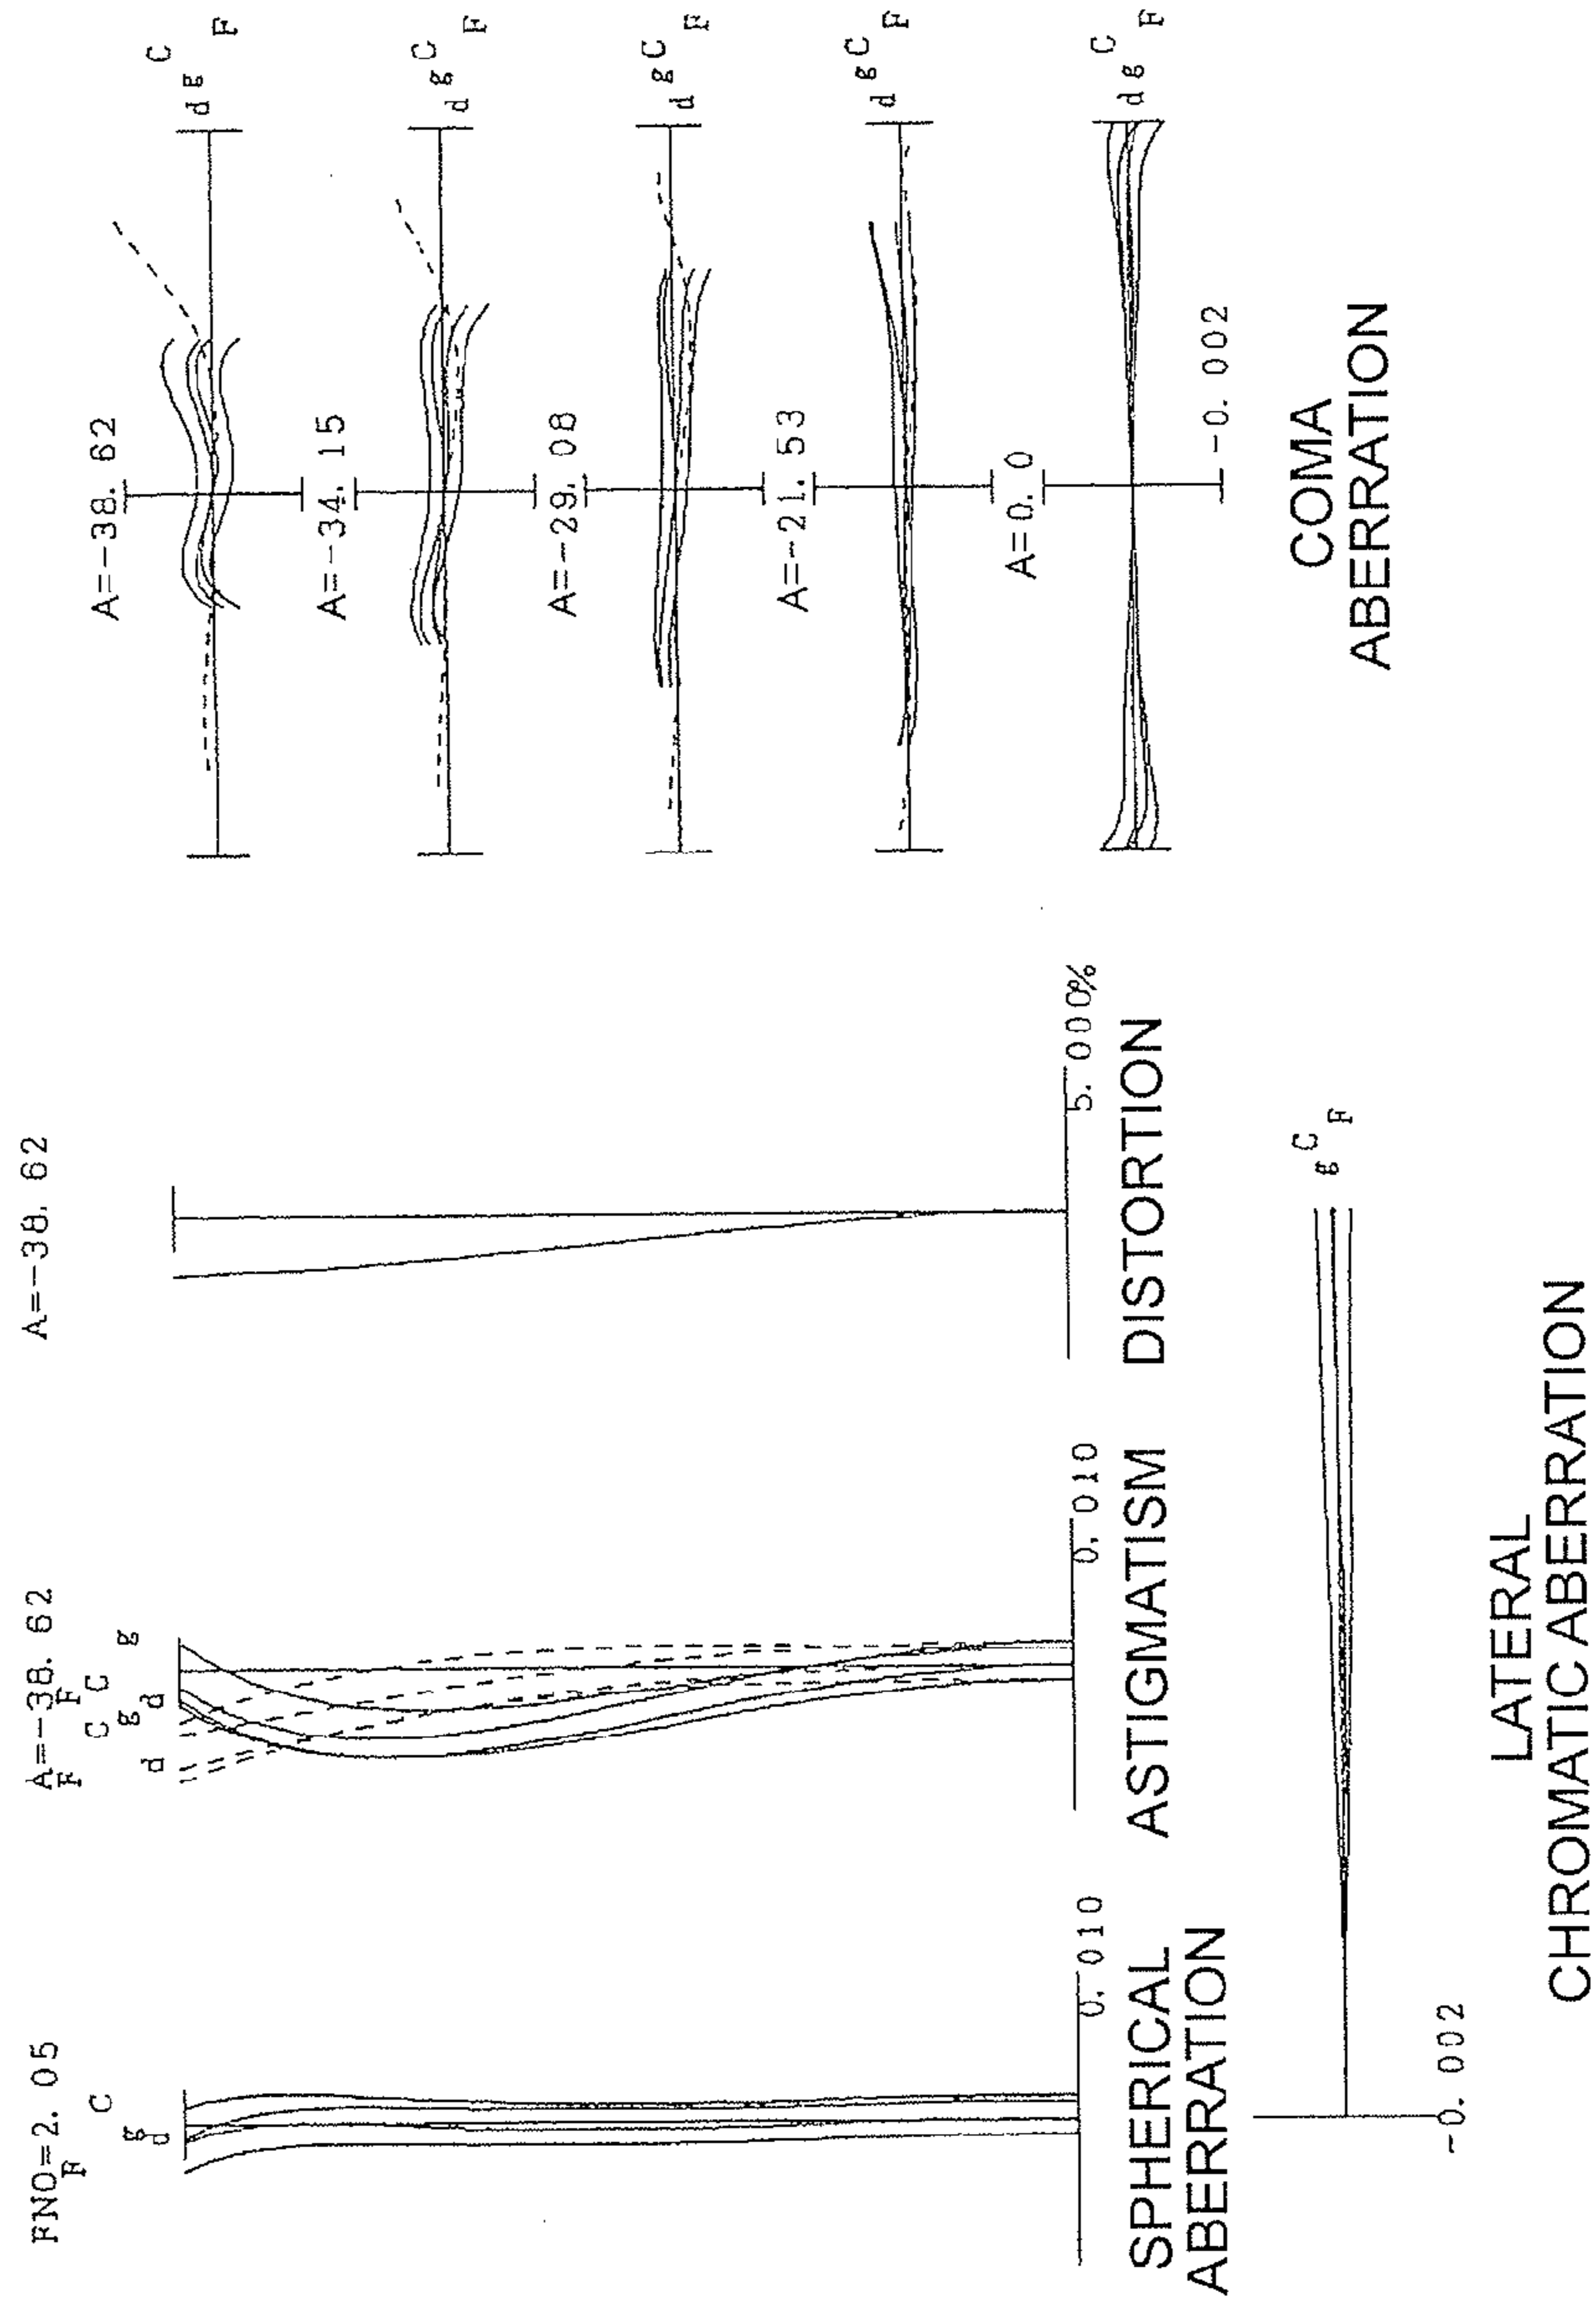 FNO=2. 05
F
C
g
d
0. 010
SPHERICAL
ABERRATION
A=-38. 62
F F
C C
g g
d d
0. 010
ASTIGMATISM
A=-38. 62
5. 000%
DISTORTION
A=-38. 62
C
g
d
F
A=-34. 15
C
g
d
F
A=-29. 08
C
g
d
F
A=-21. 53
C
g
d
F
A=0. 0
C
g
d
F
-0. 002
COMA
ABERRATION
C
g
F
-0. 002
LATERAL
CHROMATIC ABERRATION